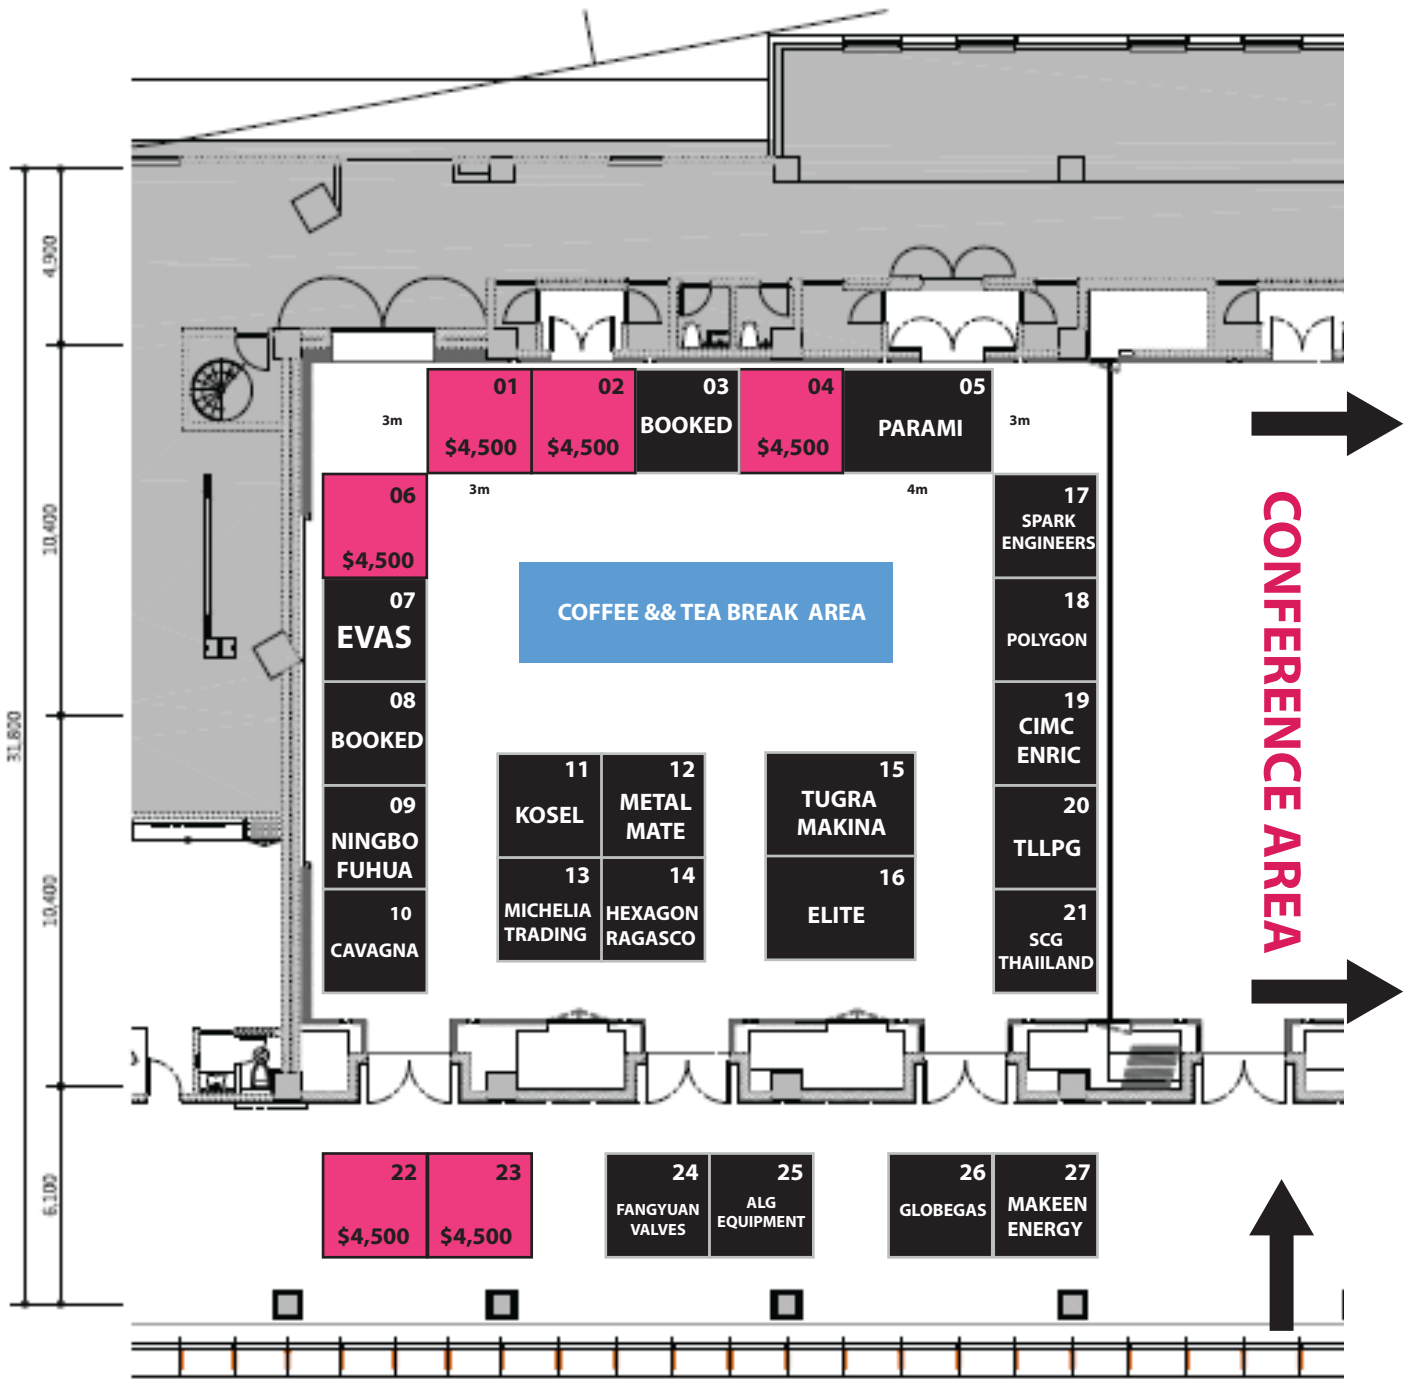 4,900
01
02
03
04
05
3m
$4,500
$4,500
BOOKED
$4,500
PARAMI
3m
3m
4m
06
$4,500
17
SPARK
ENGINEERS
10,400
07
EVAS
COFFEE && TEA BREAK  AREA
18
POLYGON
CONFERENCE AREA
31,800
08
BOOKED
19
CIMC
ENRIC
11
KOSEL
12
METAL
MATE
15
TUGRA
MAKINA
09
NINGBO
FUHUA
20
TLLPG
10,400
13
MICHELIA
TRADING
14
HEXAGON
RAGASCO
16
ELITE
10
CAVAGNA
21
SCG
THAIILAND
6,100
22
$4,500
23
$4,500
24
FANGYUAN
VALVES
25
ALG
EQUIPMENT
26
GLOBEGAS
27
MAKEEN
ENERGY